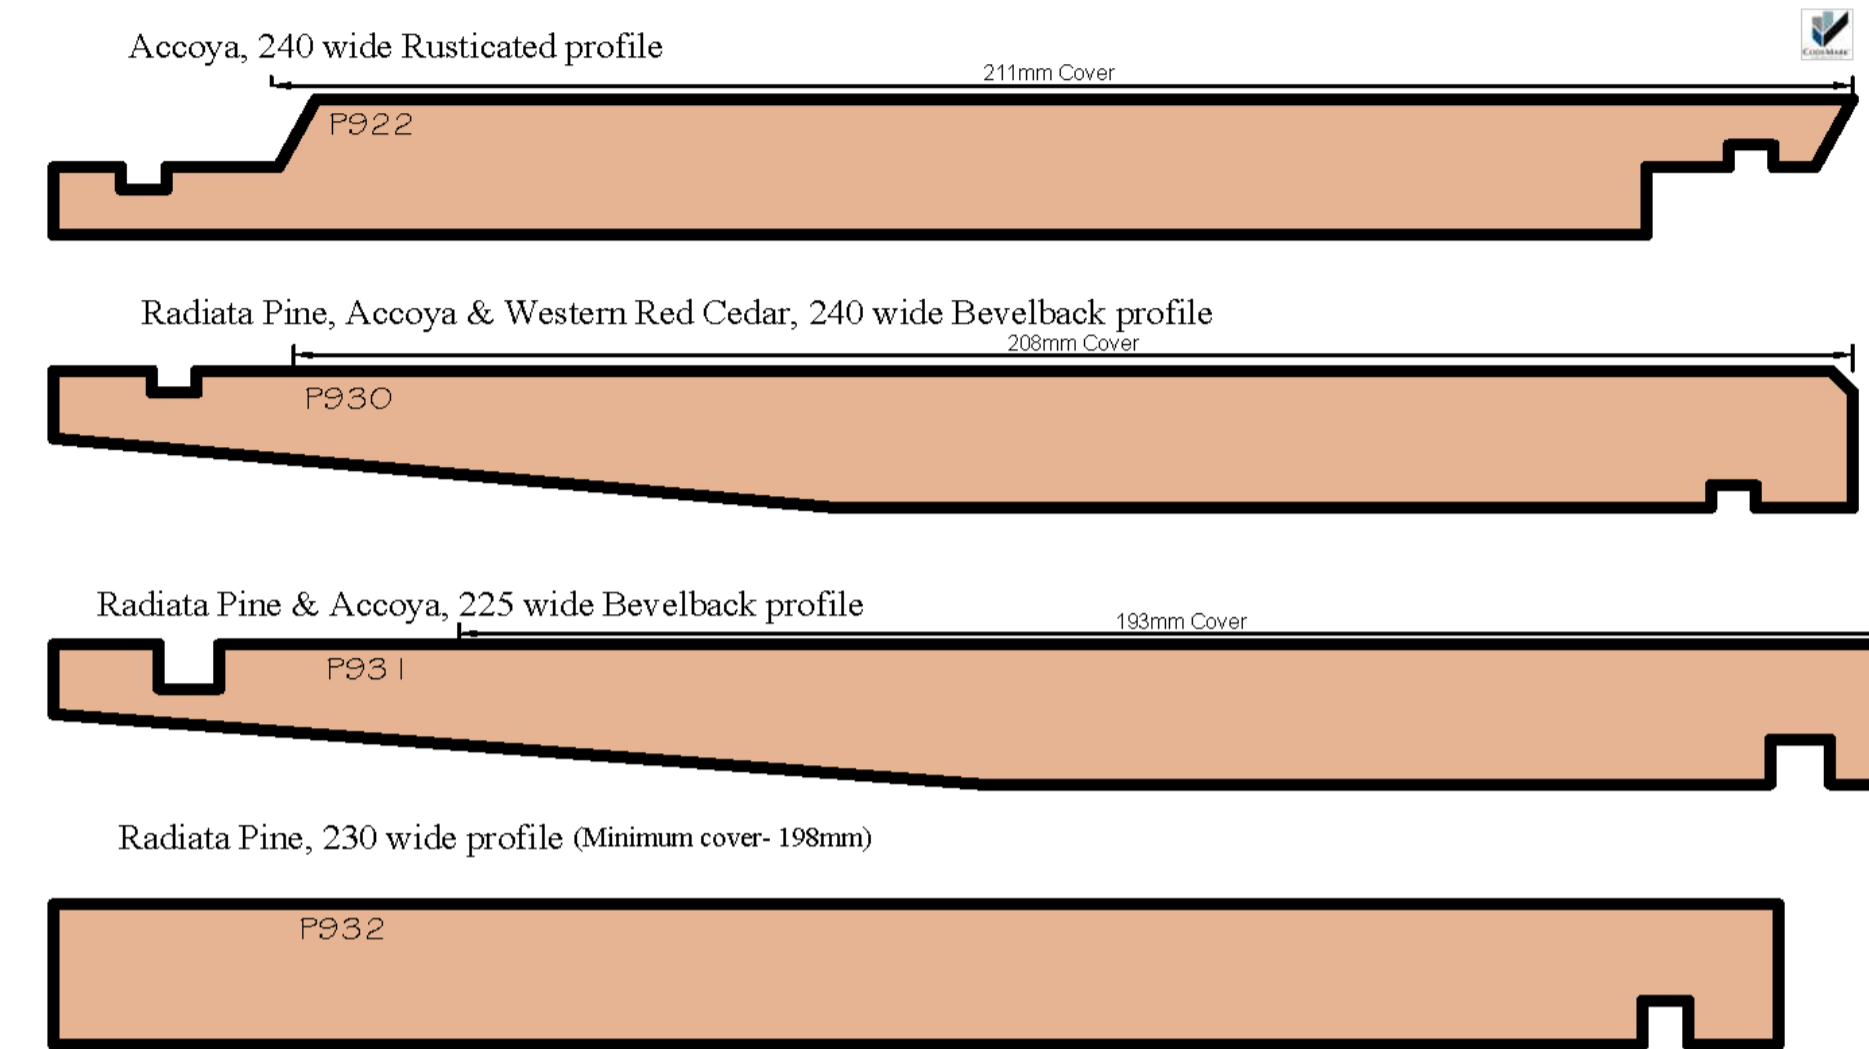 Accoya, 240 wide Rusticated profile
211mm Cover
CODEMARK
P922
Radiata Pine, Accoya & Western Red Cedar, 240 wide Bevelback profile
208mm Cover
P930
Radiata Pine & Accoya, 225 wide Bevelback profile
193mm Cover
P931
Radiata Pine, 230 wide profile (Minimum cover- 198mm)
P932